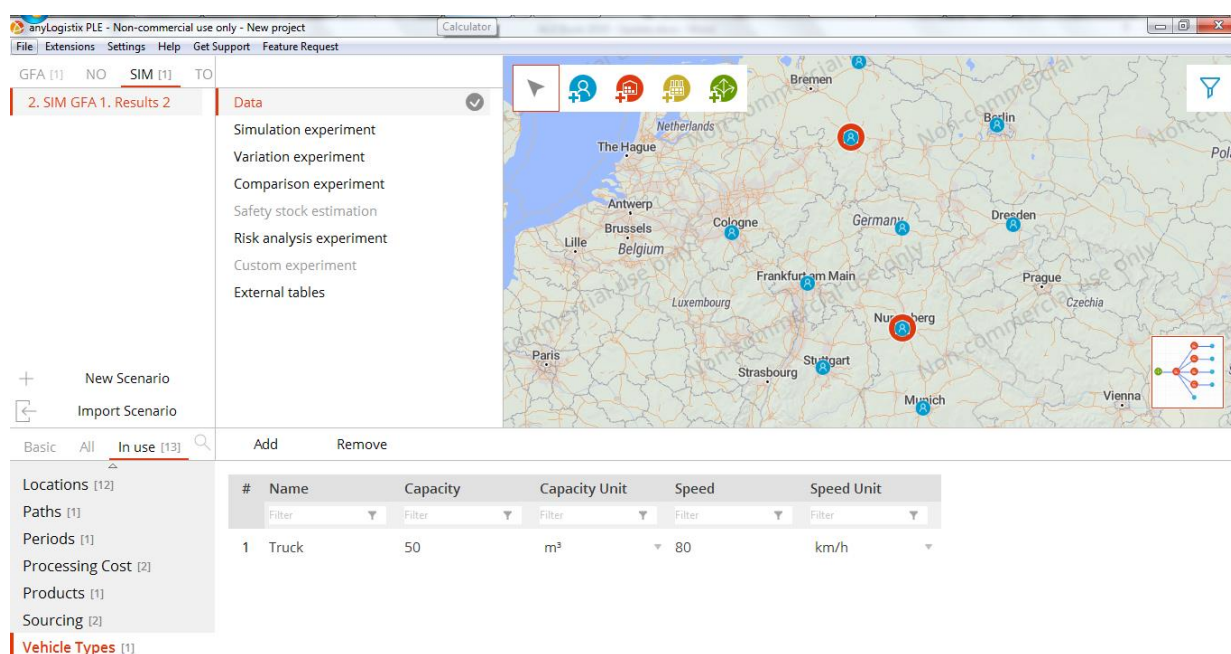 anyLogistix PLE - Non-commercial use only - New project
Calculator
File Extensions Settings Help Get Support Feature Request
GFA [1] NO SIM [1] TO
2. SIM GFA 1. Results 2
Data
Simulation experiment
Variation experiment
Comparison experiment
Safety stock estimation
Risk analysis experiment
Custom experiment
External tables
New Scenario
Import Scenario
Bremen
Berlin
Netherlands
The Hague
Pol
Antwerp
Cologne
Germany
Dresden
Brussels
Lille
Belgium
Frankfurt am Main
Prague
Luxembourg
Czechia
Nuremberg
Paris
Strasbourg
Stuttgart
Munich
Vienna
Non-commercial use only
Basic All In use [13]
Add Remove
Locations [12]
Paths [1]
Periods [1]
Processing Cost [2]
Products [1]
Sourcing [2]
Vehicle Types [1]
# Name Capacity Capacity Unit Speed Speed Unit
Filter Filter Filter Filter Filter
1 Truck 50 m³ 80 km/h